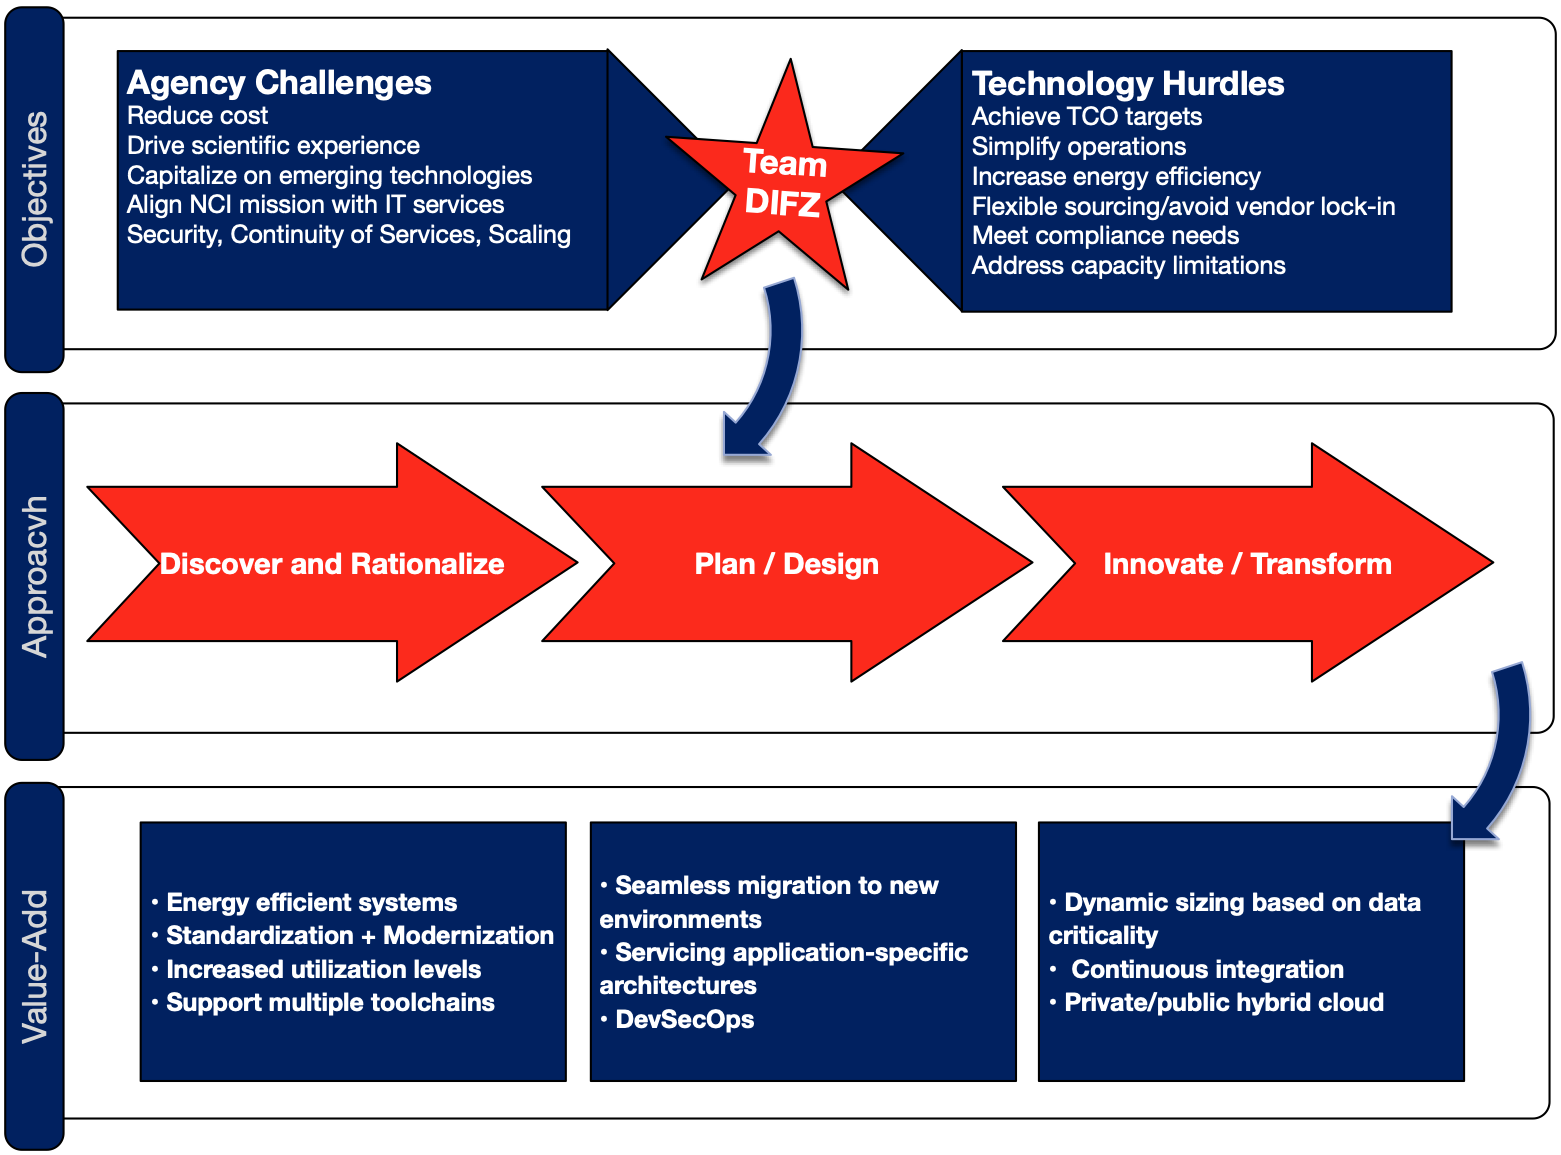 Objectives
Agency Challenges
Reduce cost
Drive scientific experience
Capitalize on emerging technologies
Align NCI mission with IT services
Security, Continuity of Services, Scaling
Team
DIFZ
Technology Hurdles
Achieve TCO targets
Simplify operations
Increase energy efficiency
Flexible sourcing/avoid vendor lock-in
Meet compliance needs
Address capacity limitations
Approacvh
Discover and Rationalize
Plan / Design
Innovate / Transform
Value-Add
• Energy efficient systems
• Standardization + Modernization
• Increased utilization levels
• Support multiple toolchains
• Seamless migration to new
environments
• Servicing application-specific
architectures
• DevSecOps
• Dynamic sizing based on data
criticality
• Continuous integration
• Private/public hybrid cloud